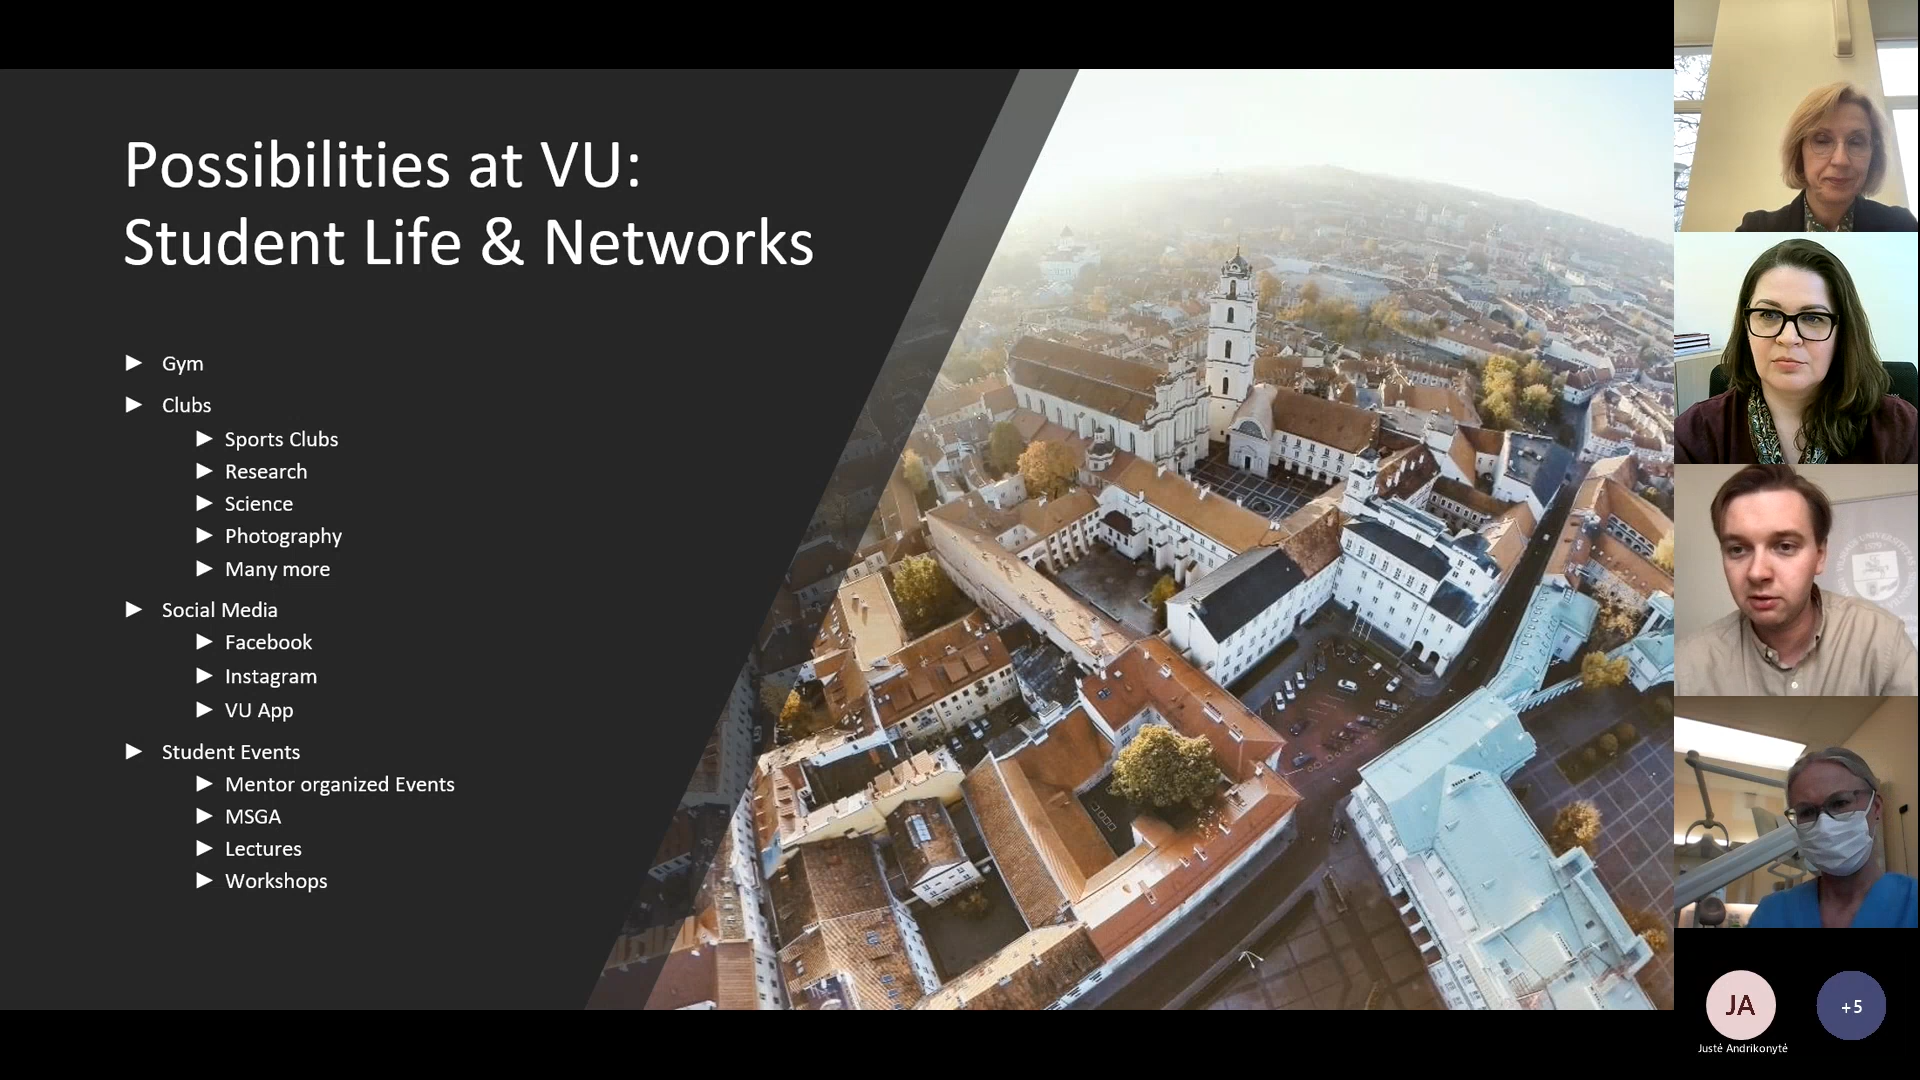 Possibilities at VU:
Student Life & Networks
Gym
Clubs
Sports Clubs
Research
Science
Photography
Many more
Social Media
Facebook
Instagram
VU App
Student Events
Mentor organized Events
MSGA
Lectures
Workshops
JA
+5
Justė Andrikonytė